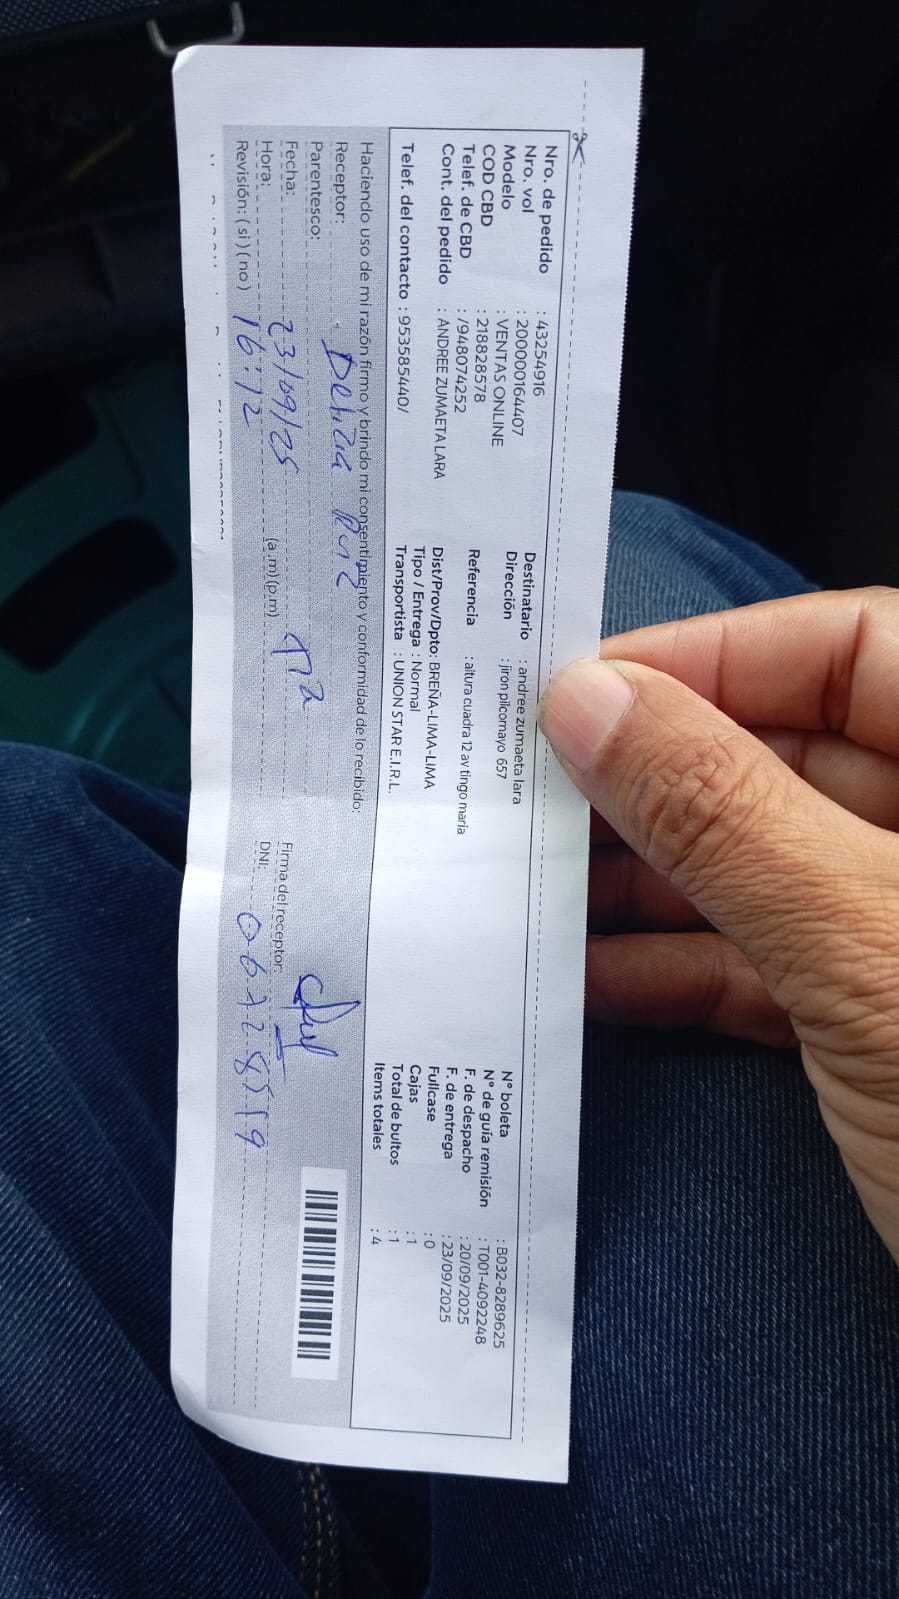 Nro. de pedido : 43254916
Nro. vol : 200000164407
Modelo : VENTAS ONLINE
COD CBD : 218828578
Telef. de CBD : /948074252
Cont. del pedido : ANDREE ZUMAETA LARA
Telef. del contacto : 953585440/
Destinatario : andree zumaeta lara
Dirección : jiron pilcomayo 657
Referencia : altura cuadra 12 av tingo maria
Dist/Prov/Dpto: BREÑA-LIMA-LIMA
Tipo / Entrega : Normal
Transportista : UNION STAR E.I.R.L.
N° boleta : B032-8289625
N° de guía remisión : T001-4092248
F. de despacho : 20/09/2025
F. de entrega : 23/09/2025
Fullcase : 0
Cajas : 1
Total de bultos : 1
Items totales : 4
Haciendo uso de mi razón firmo y brindo mi consentimiento y conformidad de lo recibido:
Receptor:
Parentesco:
Firma del receptor:
Fecha: 23/09/25
Hora: 16:12 (a.m) (p.m)
DNI:
Revisión: ( si ) ( no )